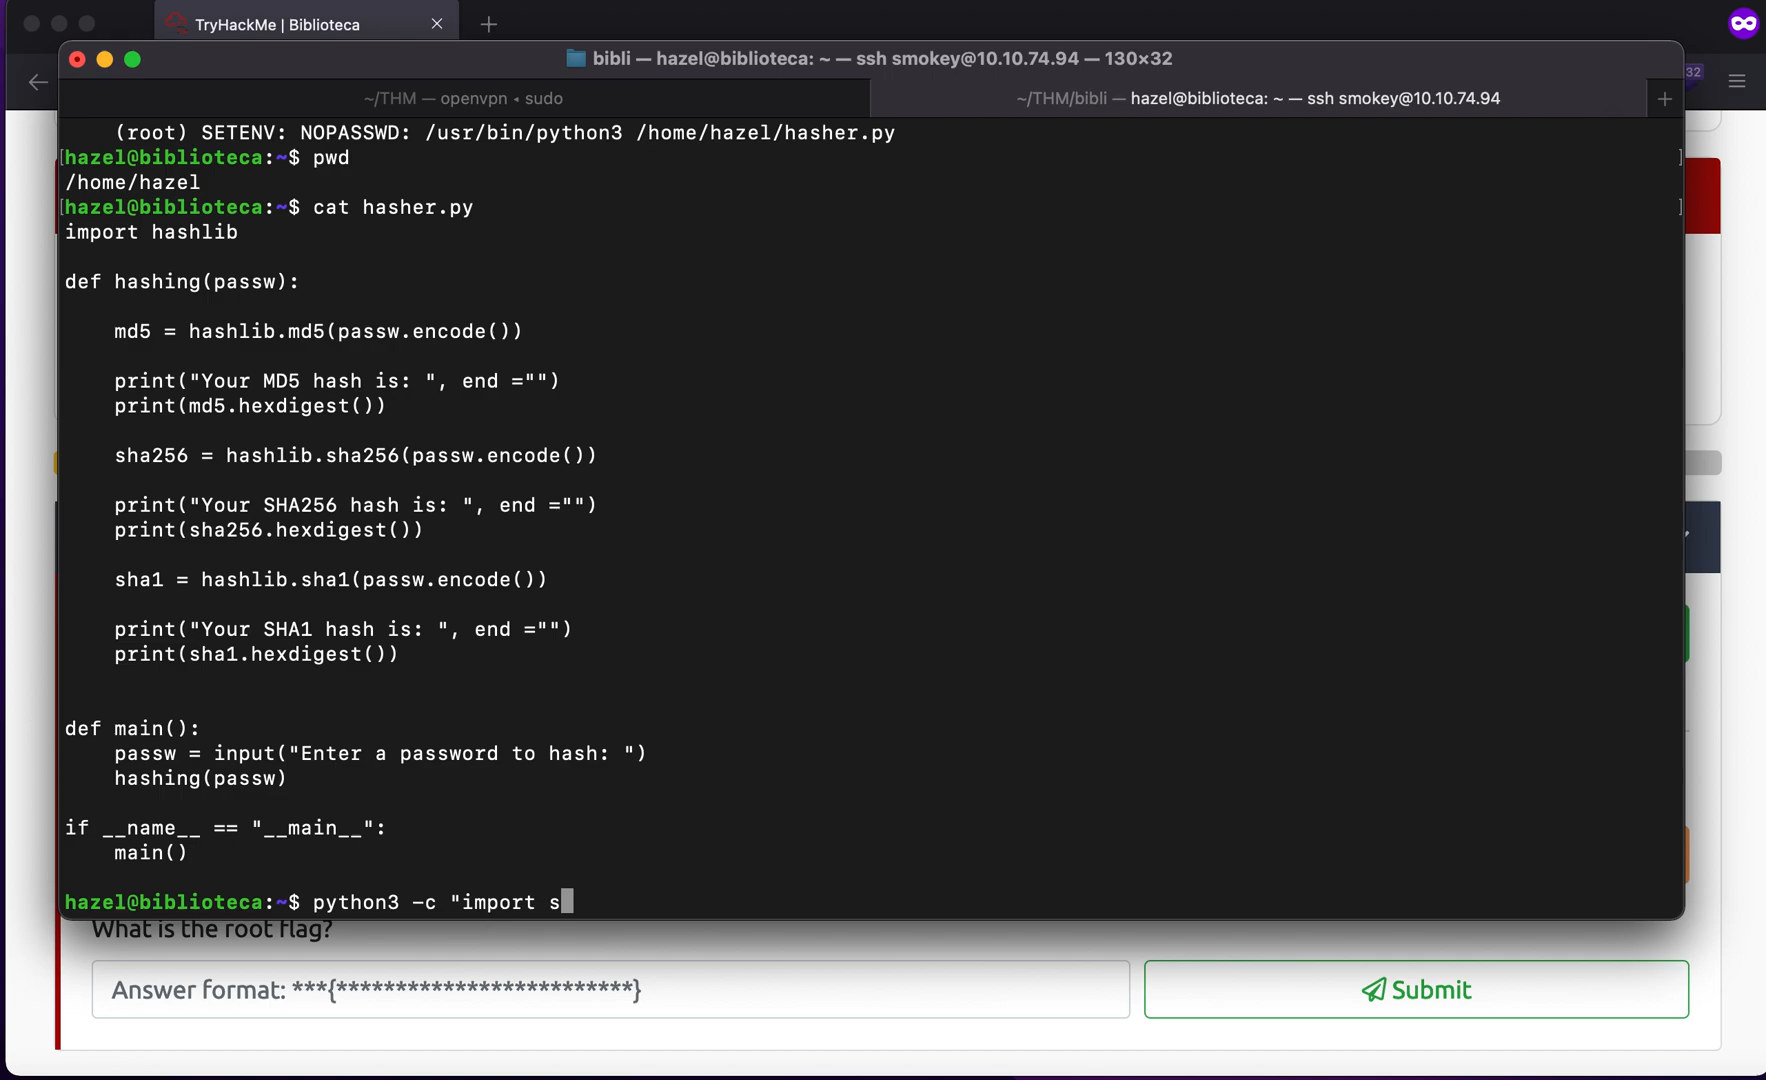 TryHackMe | Biblioteca
bibli — hazel@biblioteca: ~ — ssh smokey@10.10.74.94 — 130×32
~/THM — openvpn ◂ sudo
~/THM/bibli — hazel@biblioteca: ~ — ssh smokey@10.10.74.94
32
    (root) SETENV: NOPASSWD: /usr/bin/python3 /home/hazel/hasher.py
[hazel@biblioteca:~$ pwd ]
/home/hazel
[hazel@biblioteca:~$ cat hasher.py ]
import hashlib
def hashing(passw):
    md5 = hashlib.md5(passw.encode())
    print("Your MD5 hash is: ", end ="")
    print(md5.hexdigest())
    sha256 = hashlib.sha256(passw.encode())
    print("Your SHA256 hash is: ", end ="")
    print(sha256.hexdigest())
    sha1 = hashlib.sha1(passw.encode())
    print("Your SHA1 hash is: ", end ="")
    print(sha1.hexdigest())
def main():
    passw = input("Enter a password to hash: ")
    hashing(passw)
if __name__ == "__main__":
    main()
hazel@biblioteca:~$ python3 -c "import s
What is the root flag?
Answer format: ***{*************************}
Submit